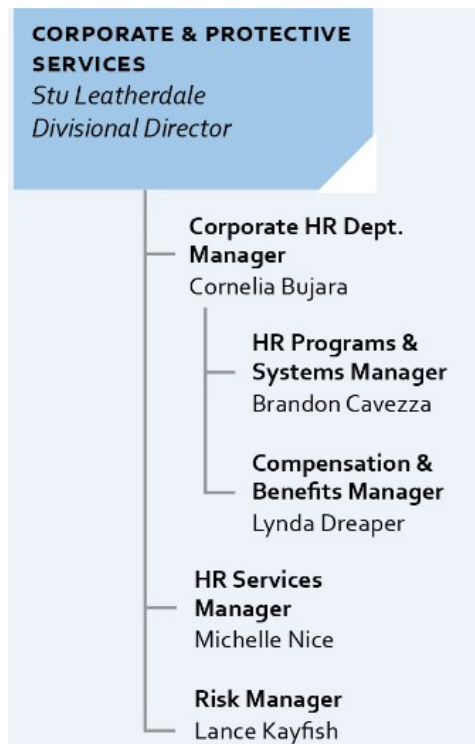 CORPORATE & PROTECTIVE
SERVICES
Stu Leatherdale
Divisional Director
Corporate HR Dept.
Manager
Cornelia Bujara
HR Programs &
Systems Manager
Brandon Cavezza
Compensation &
Benefits Manager
Lynda Dreaper
HR Services
Manager
Michelle Nice
Risk Manager
Lance Kayfish